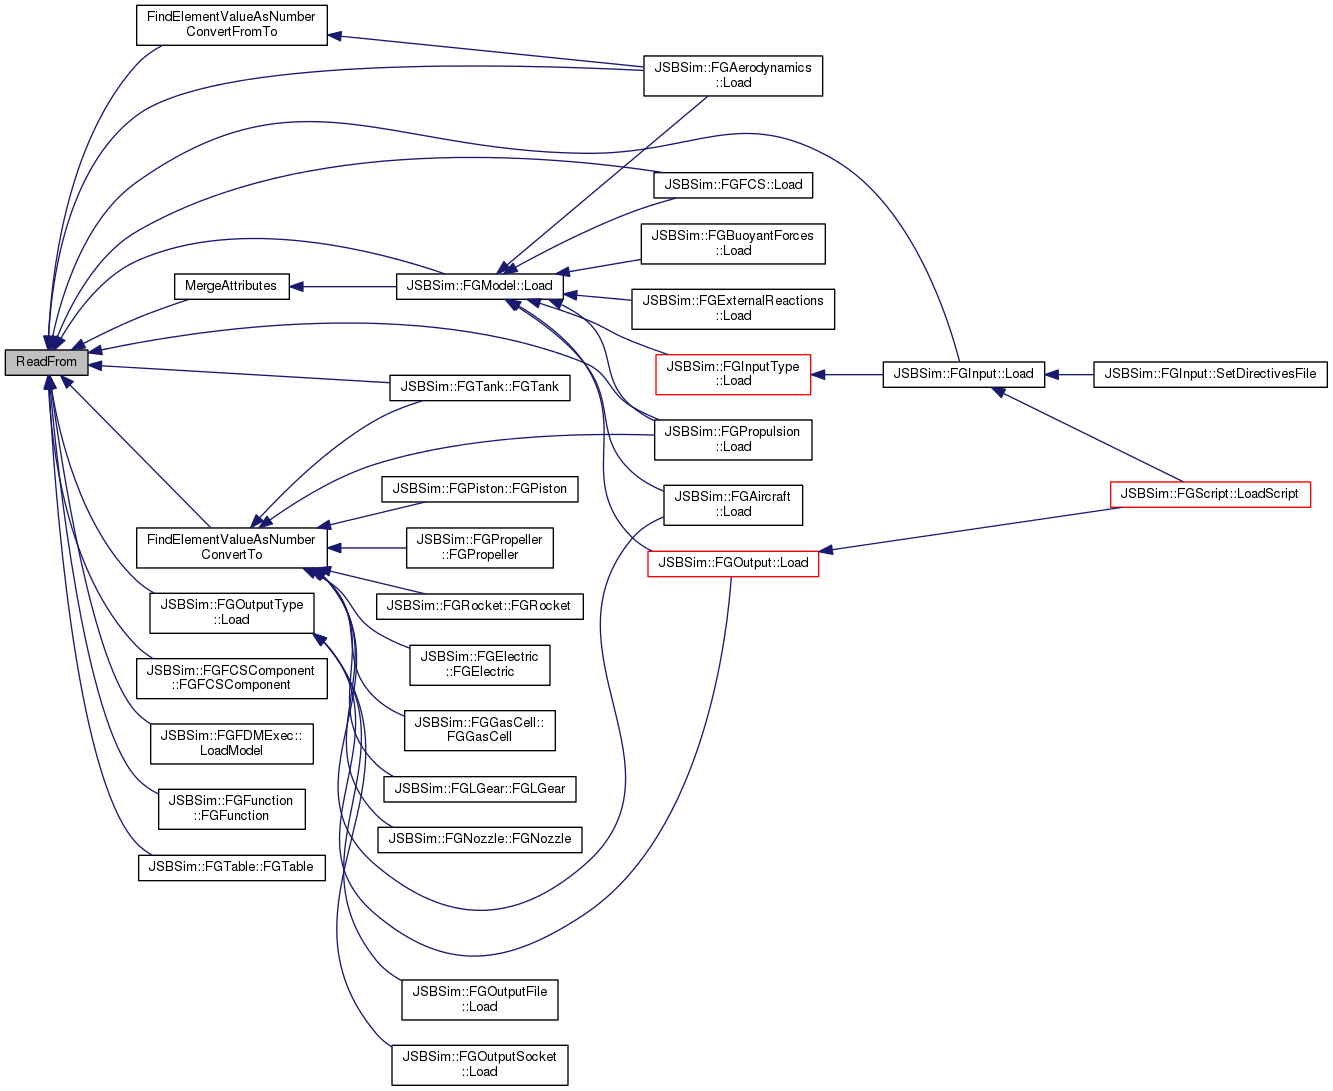 FindElementValueAsNumber
ConvertFromTo
JSBSim::FGAerodynamics
::Load
JSBSim::FGFCS::Load
JSBSim::FGBuoyantForces
::Load
MergeAttributes
JSBSim::FGModel::Load
JSBSim::FGExternalReactions
::Load
ReadFrom
JSBSim::FGInputType
::Load
JSBSim::FGInput::Load
JSBSim::FGInput::SetDirectivesFile
JSBSim::FGTank::FGTank
JSBSim::FGPropulsion
::Load
JSBSim::FGPiston::FGPiston
JSBSim::FGAircraft
::Load
JSBSim::FGScript::LoadScript
FindElementValueAsNumber
ConvertTo
JSBSim::FGPropeller
::FGPropeller
JSBSim::FGOutput::Load
JSBSim::FGOutputType
::Load
JSBSim::FGRocket::FGRocket
JSBSim::FGFCSComponent
::FGFCSComponent
JSBSim::FGElectric
::FGElectric
JSBSim::FGFDMExec::
LoadModel
JSBSim::FGGasCell::
FGGasCell
JSBSim::FGFunction
::FGFunction
JSBSim::FGLGear::FGLGear
JSBSim::FGNozzle::FGNozzle
JSBSim::FGTable::FGTable
JSBSim::FGOutputFile
::Load
JSBSim::FGOutputSocket
::Load